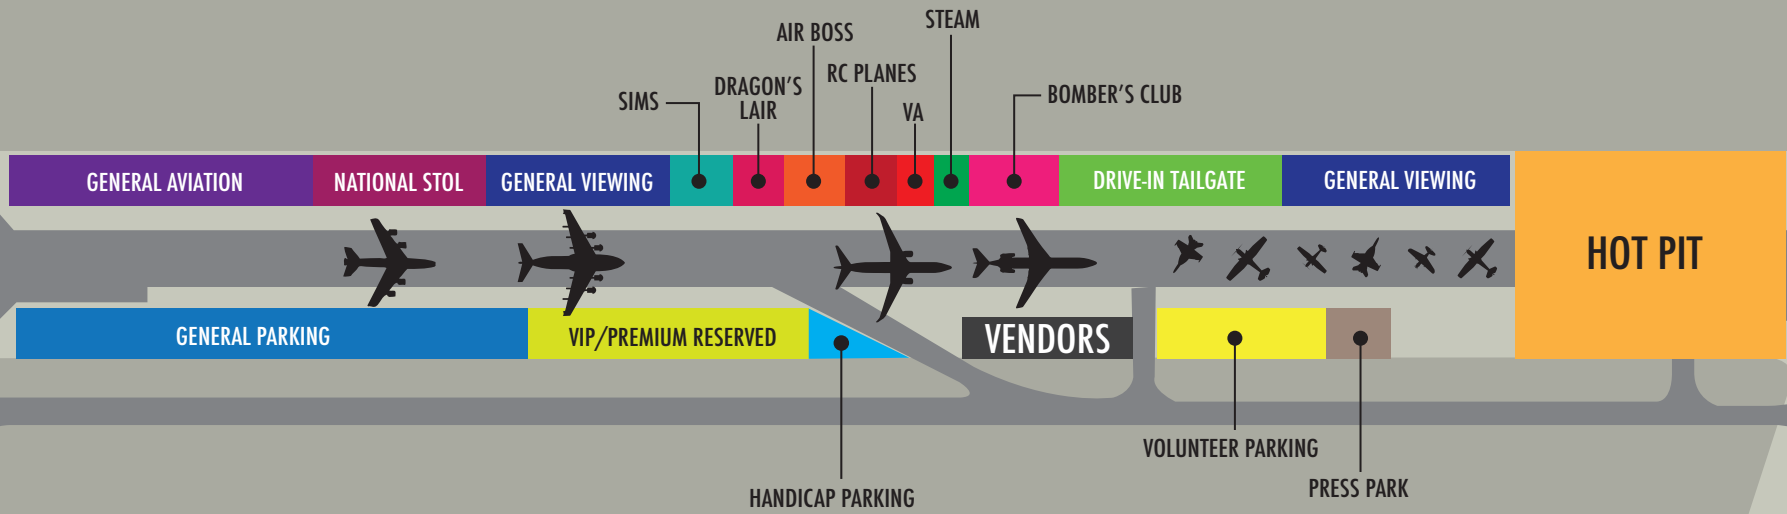 STEAM
AIR BOSS
RC PLANES
DRAGON'S
LAIR
SIMS
VA
BOMBER'S CLUB
GENERAL AVIATION
NATIONAL STOL
GENERAL VIEWING
DRIVE-IN TAILGATE
GENERAL VIEWING
HOT PIT
GENERAL PARKING
VIP/PREMIUM RESERVED
VENDORS
VOLUNTEER PARKING
PRESS PARK
HANDICAP PARKING